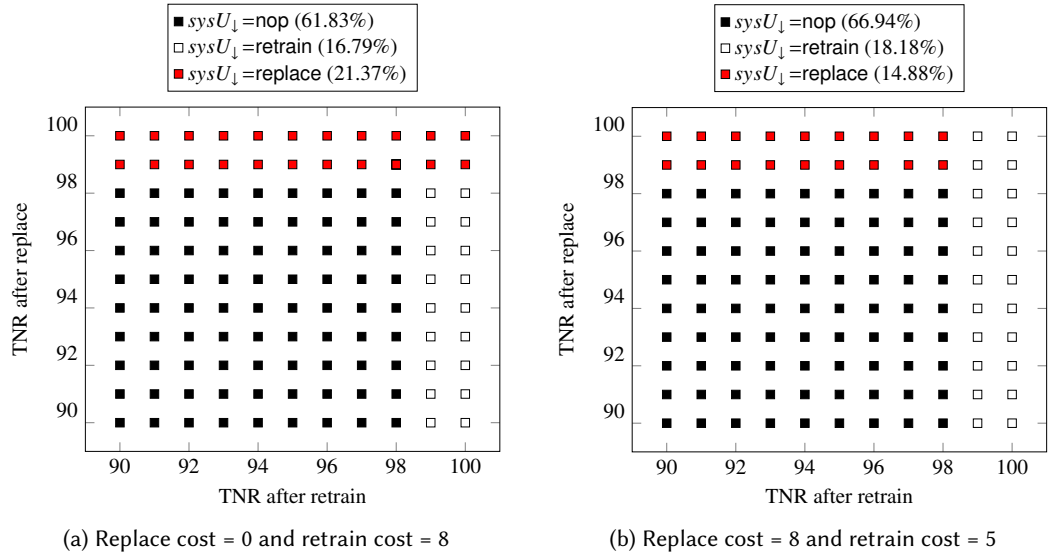 sysU↓=nop (61.83%)
sysU↓=retrain (16.79%)
sysU↓=replace (21.37%)
100
98
96
94
92
90
TNR after replace
90 92 94 96 98 100
TNR after retrain
(a) Replace cost = 0 and retrain cost = 8
sysU↓=nop (66.94%)
sysU↓=retrain (18.18%)
sysU↓=replace (14.88%)
100
98
96
94
92
90
TNR after replace
90 92 94 96 98 100
TNR after retrain
(b) Replace cost = 8 and retrain cost = 5